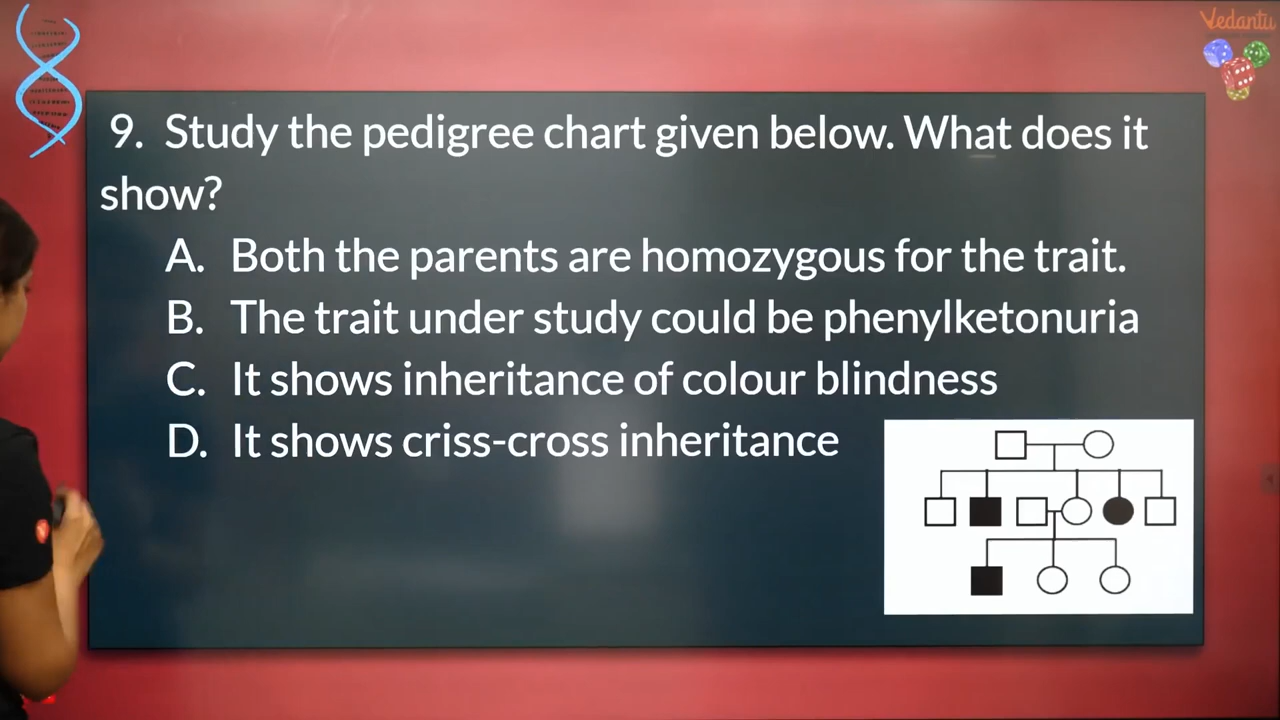 Vedantu
9. Study the pedigree chart given below. What does it
show?
A. Both the parents are homozygous for the trait.
B. The trait under study could be phenylketonuria
C. It shows inheritance of colour blindness
D. It shows criss-cross inheritance